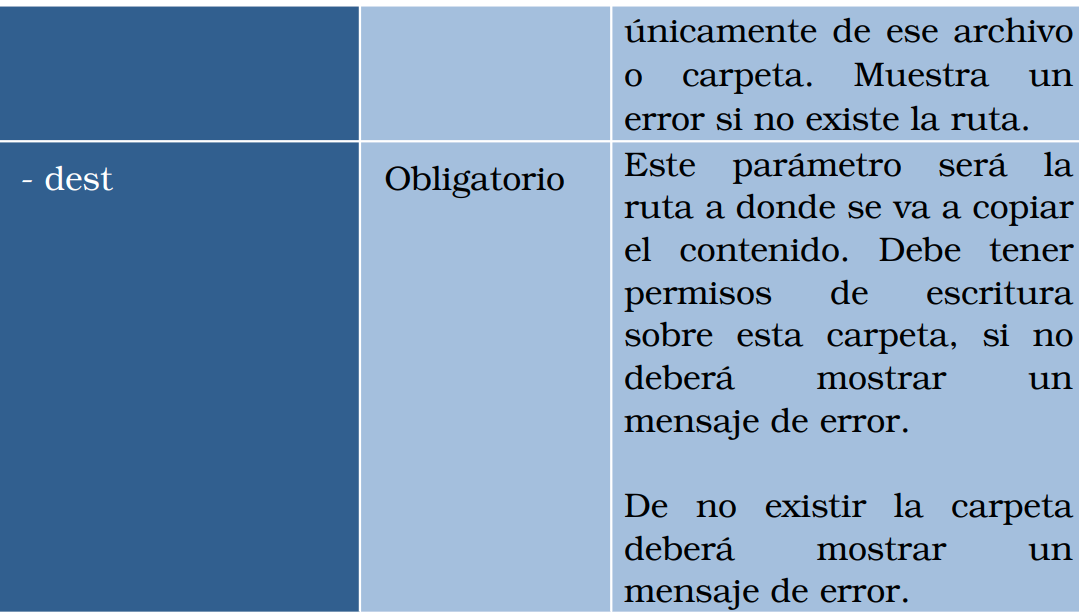 únicamente de ese archivo
o carpeta. Muestra un
error si no existe la ruta.
- dest
Obligatorio
Este parámetro será la
ruta a donde se va a copiar
el contenido. Debe tener
permisos de escritura
sobre esta carpeta, si no
deberá mostrar un
mensaje de error.
De no existir la carpeta
deberá mostrar un
mensaje de error.